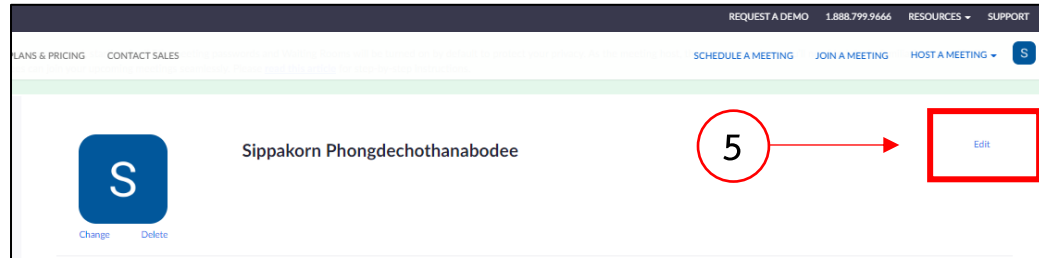 REQUEST A DEMO 1.888.799.9666 RESOURCES SUPPORT
PLANS & PRICING CONTACT SALES SCHEDULE A MEETING JOIN A MEETING HOST A MEETING S
Sippakorn Phongdechothanabodee
5
Edit
S
Change Delete